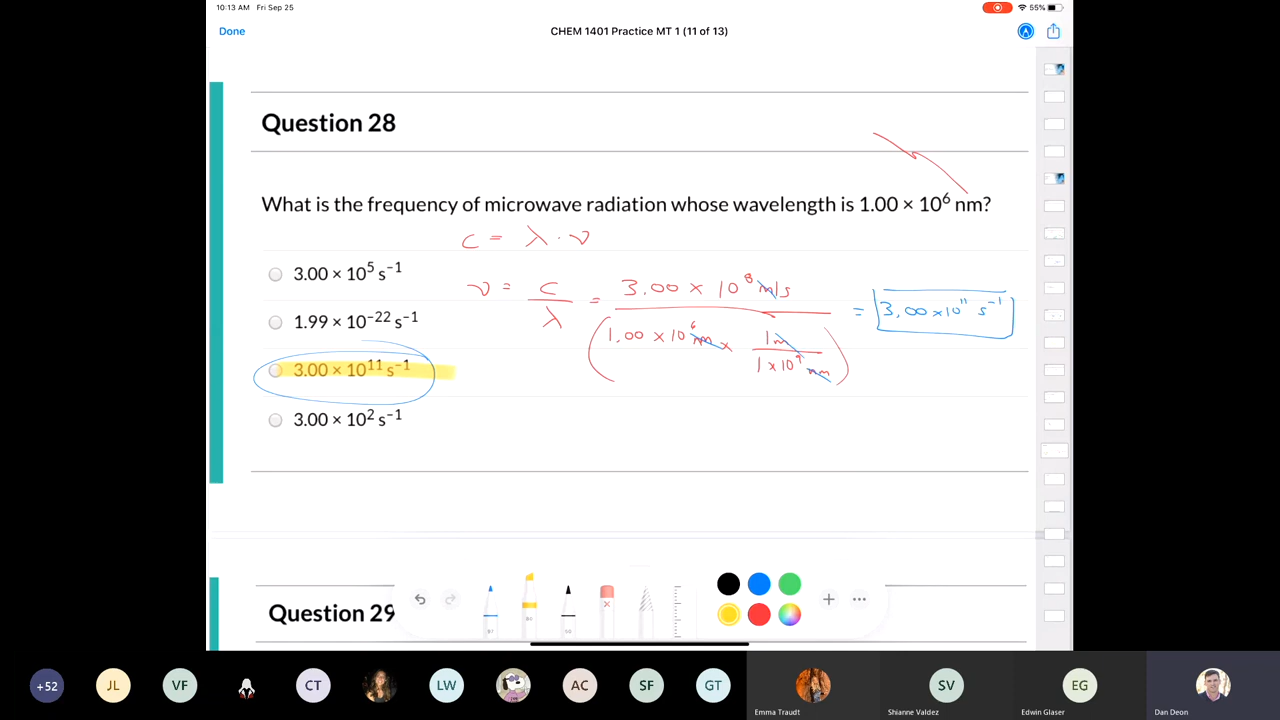 10:13 AM Fri Sep 25
55%
Done
CHEM 1401 Practice MT 1 (11 of 13)
Question 28
What is the frequency of microwave radiation whose wavelength is 1.00 × 10⁶ nm?
c = λ · ν
3.00 × 10⁵ s⁻¹
ν = c / λ = 3.00 × 10⁸ m/s / (1.00 × 10⁶ nm × 1m / 1 × 10⁹ nm) = 3.00 × 10¹¹ s⁻¹
1.99 × 10⁻²² s⁻¹
3.00 × 10¹¹ s⁻¹
3.00 × 10² s⁻¹
Question 29
+52
JL
VF
CT
LW
AC
SF
GT
SV
EG
Emma Traudt
Shianne Valdez
Edwin Glaser
Dan Deon